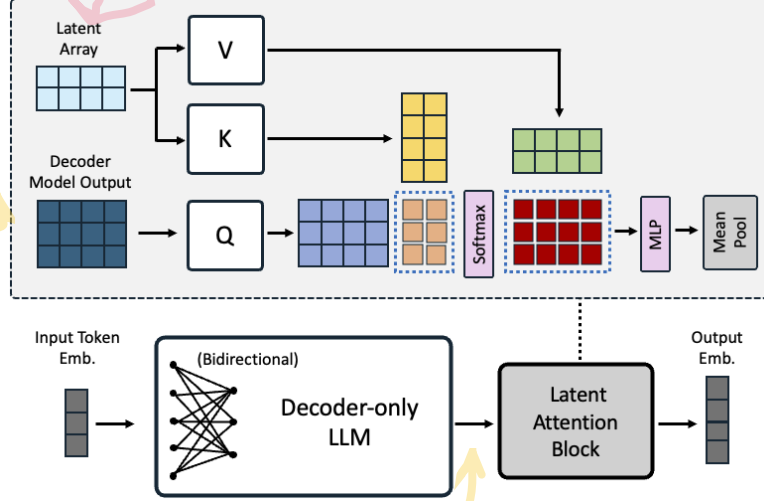 Latent
Array
V
K
Decoder
Model Output
Q
Softmax
MLP
Mean
Pool
Input Token
Emb.
(Bidirectional)
Decoder-only
LLM
Latent
Attention
Block
Output
Emb.